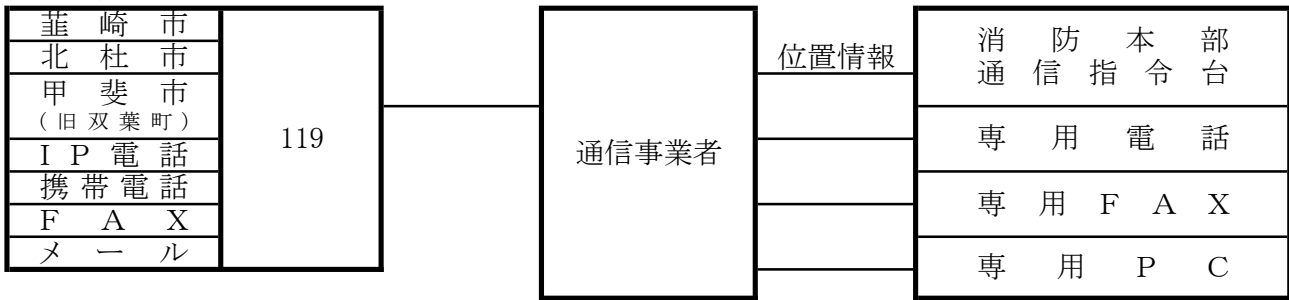 韮崎市
北杜市
甲斐市
(旧双葉町)
IP電話
携帯電話
FAX
メール
119
通信事業者
位置情報
消防本部
通信指令台
専用電話
専用FAX
専用PC